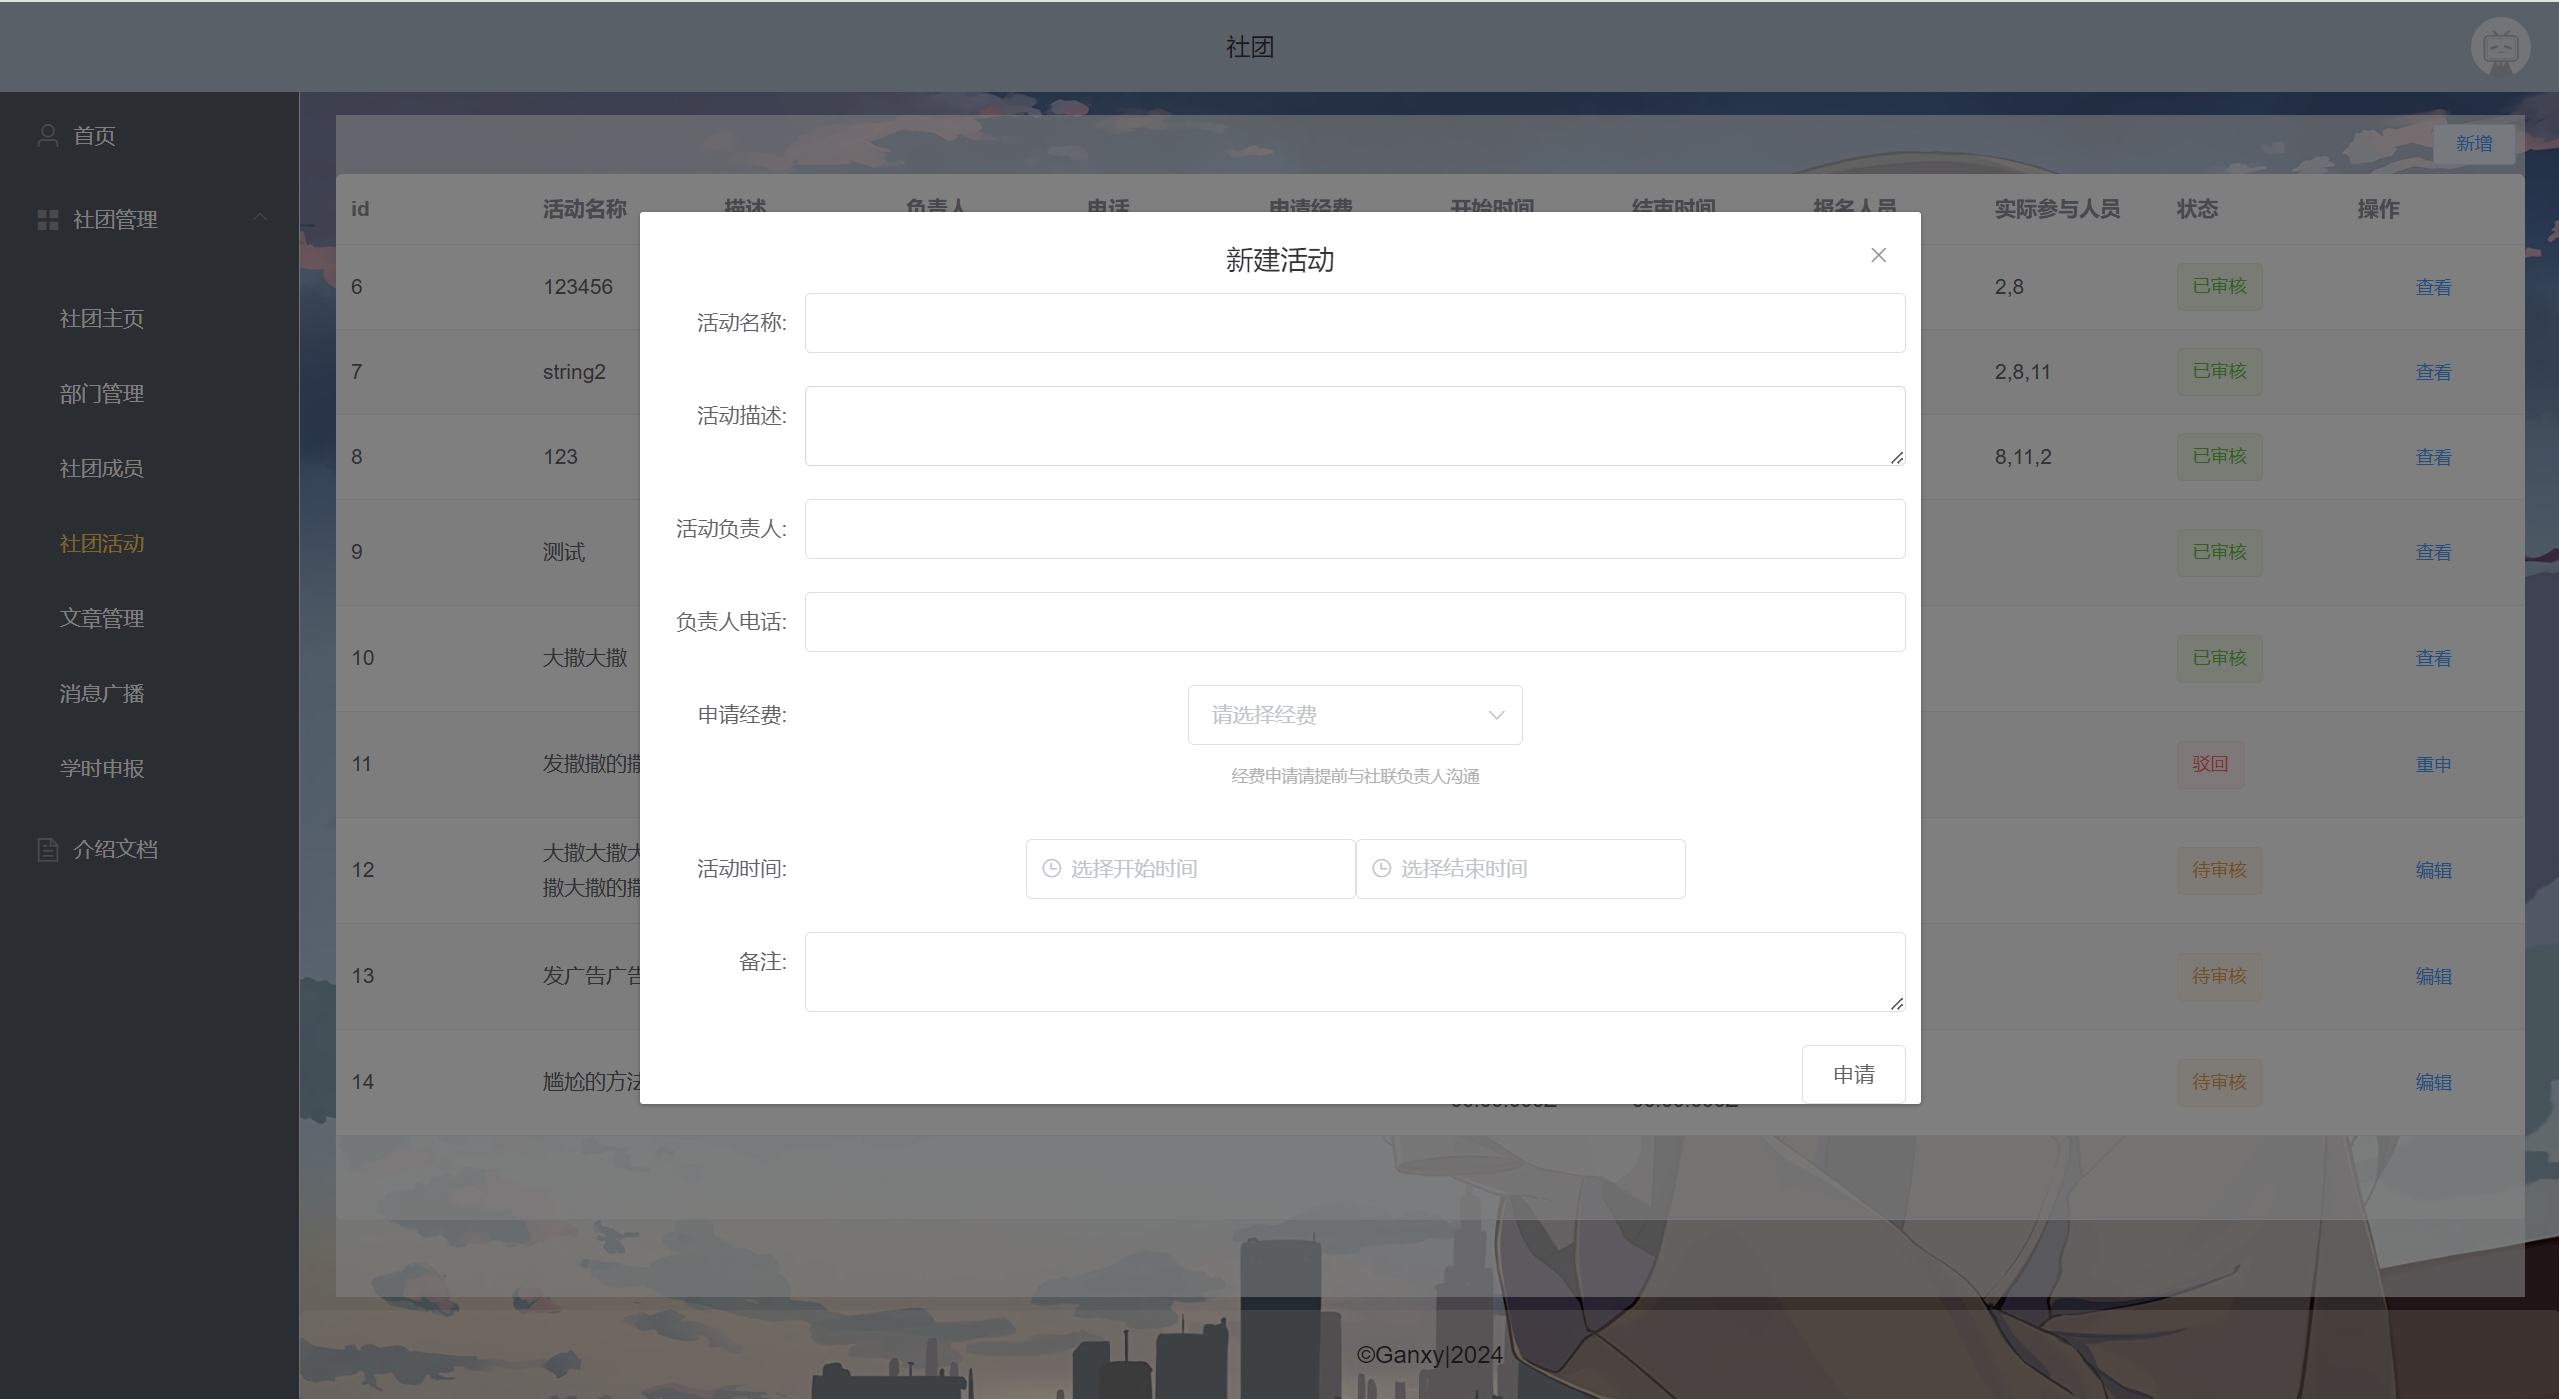 社团
首页
社团管理
社团主页
部门管理
社团成员
社团活动
文章管理
消息广播
学时申报
介绍文档
新增
id 活动名称 描述 负责人 电话 申请经费 开始时间 结束时间 报名人员 实际参与人员 状态 操作
6 123456 2,8 已审核 查看
7 string2 2,8,11 已审核 查看
8 123 8,11,2 已审核 查看
9 测试 已审核 查看
10 大撒大撒 已审核 查看
11 发撒撒的撒 驳回 重申
12 大撒大撒大 待审核 编辑
撒大撒的撒
13 发广告广告 待审核 编辑
14 尴尬的方法 待审核 编辑
新建活动
活动名称:
活动描述:
活动负责人:
负责人电话:
申请经费: 请选择经费
经费申请请提前与社联负责人沟通
活动时间: 选择开始时间 选择结束时间
备注:
申请
©Ganxy|2024